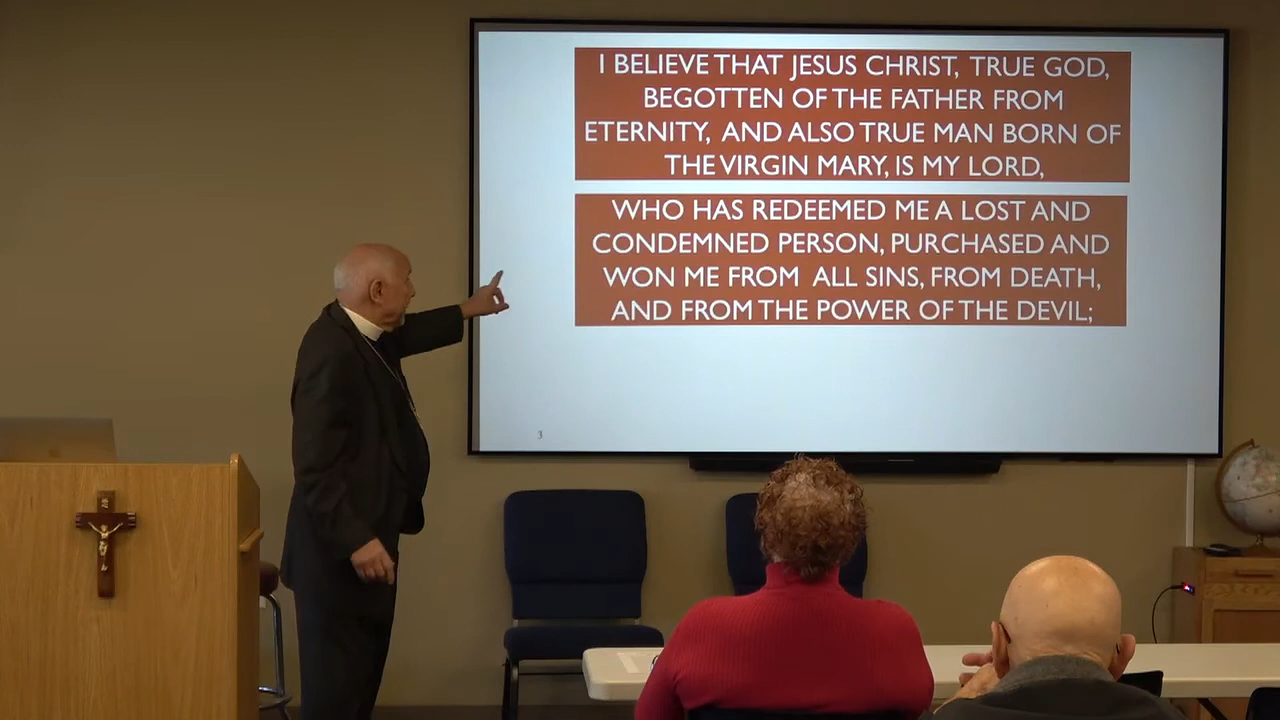 I BELIEVE THAT JESUS CHRIST, TRUE GOD,
BEGOTTEN OF THE FATHER FROM
ETERNITY, AND ALSO TRUE MAN BORN OF
THE VIRGIN MARY, IS MY LORD,
WHO HAS REDEEMED ME A LOST AND
CONDEMNED PERSON, PURCHASED AND
WON ME FROM ALL SINS, FROM DEATH,
AND FROM THE POWER OF THE DEVIL;
3